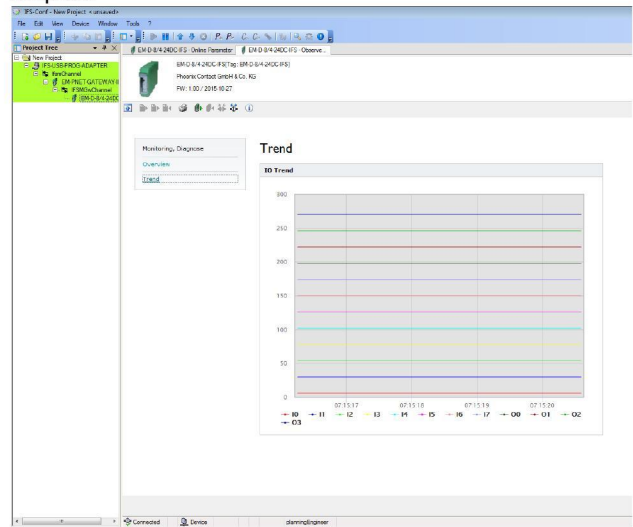 IFS-Conf - New Project <unsaved>
File Edit View Device Window Tools ?
Project Tree
New Project
IFS-USB-PROG-ADAPTER
ItemChannel
EM-PNET-GATEWAY-I
IFSMGwChannel
EM-D-8/4-24DC
EM-D-8/4-24DC-IFS - Online Parameter
EM-D-8/4-24DC-IFS - Observe...
EM-D-8/4-24DC-IFS[Tag: EM-D-8/4-24DC-IFS]
Phoenix Contact GmbH & Co. KG
FW: 1.00 / 2015-10-27
Monitoring, Diagnose
Overview
Trend
Trend
IO Trend
300
250
200
150
100
50
0
07:15:17 07:15:18 07:15:19 07:15:20
I0 I1 I2 I3 I4 I5 I6 I7 O0 O1 O2
O3
Connected Device planningEngineer